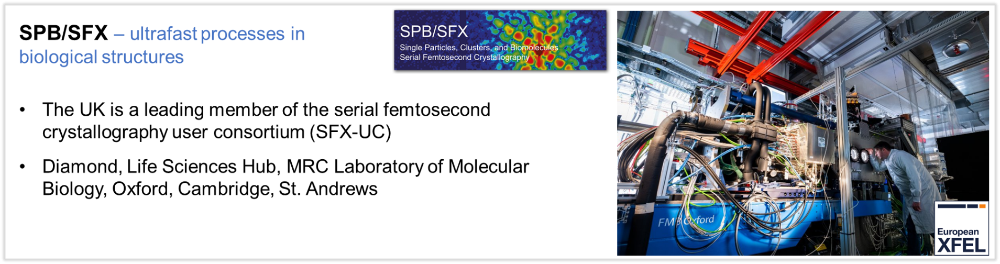 SPB/SFX – ultrafast processes in
biological structures
SPB/SFX
Single Particles, Clusters, and Biomolecules
Serial Femtosecond Crystallography
• The UK is a leading member of the serial femtosecond
crystallography user consortium (SFX-UC)
• Diamond, Life Sciences Hub, MRC Laboratory of Molecular
Biology, Oxford, Cambridge, St. Andrews
FMB Oxford
European
XFEL